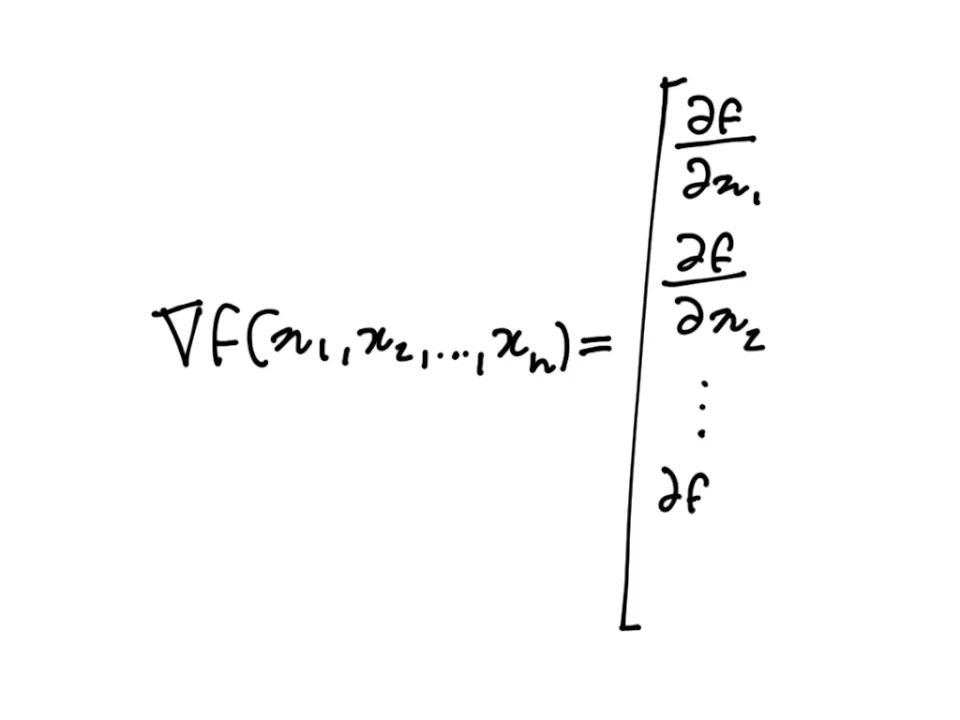 ∇f(x₁,x₂,...,xₙ)=[
∂f
∂x₁
∂f
∂x₂
⋮
∂f